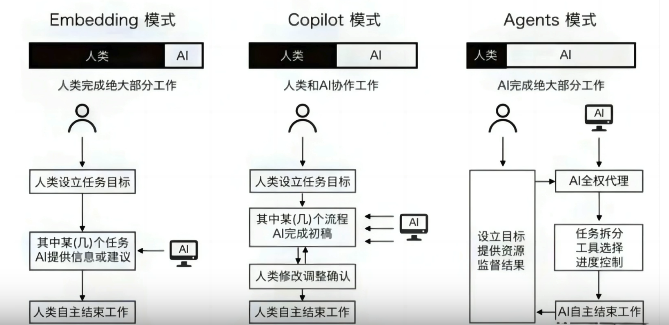 Embedding 模式
人类
AI
人类完成绝大部分工作
人类设立任务目标
其中某(几)个任务
AI提供信息或建议
AI
人类自主结束工作
Copilot 模式
人类
AI
人类和AI协作工作
人类设立任务目标
其中某(几)个流程
AI完成初稿
AI
人类修改调整确认
人类自主结束工作
Agents 模式
人类
AI
AI完成绝大部分工作
AI
设立目标
提供资源
监督结果
AI全权代理
任务拆分
工具选择
进度控制
AI自主结束工作